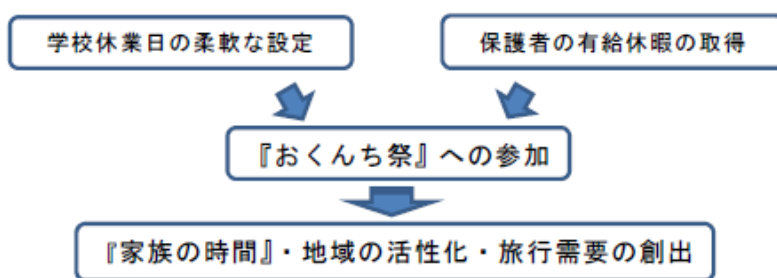 学校休業日の柔軟な設定
保護者の有給休暇の取得
『おくんち祭』への参加
『家族の時間』・地域の活性化・旅行需要の創出